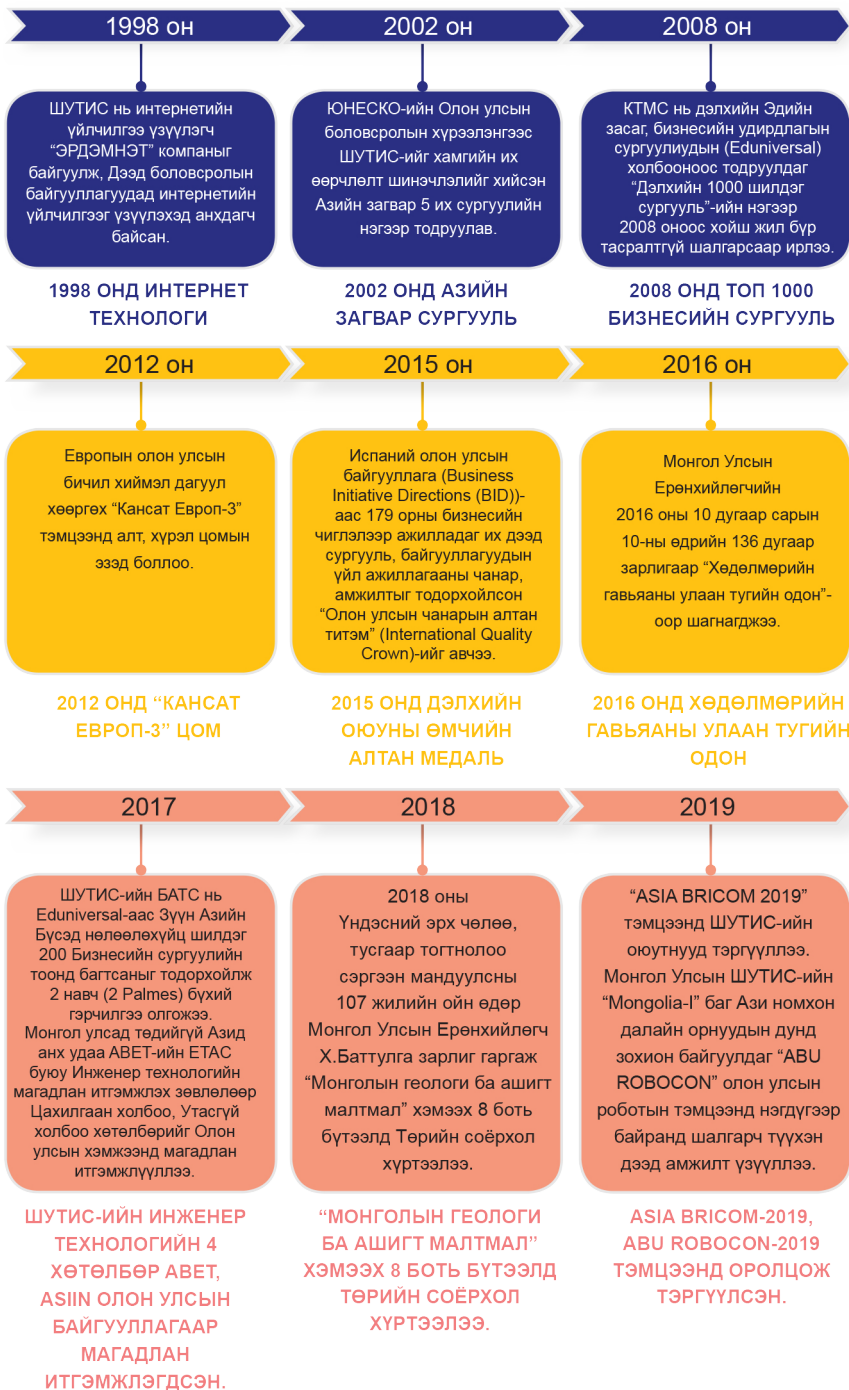 1998 он
2002 он
2008 он
ШУТИС нь интернетийн
үйлчилгээ үзүүлэгч
“ЭРДЭМНЭТ” компаныг
байгуулж, Дээд боловсролын
байгууллагуудад интернетийн
үйлчилгээг үзүүлэхэд анхдагч
байсан.
ЮНЕСКО-ийн Олон улсын
боловсролын хүрээлэнгээс
ШУТИС-ийг хамгийн их
өөрчлөлт шинэчлэлийг хийсэн
Азийн загвар 5 их сургуулийн
нэгээр тодруулав.
КТМС нь дэлхийн Эдийн
засаг, бизнесийн удирдлагын
сургуулиудын (Eduniversal)
холбооноос тодруулдаг
“Дэлхийн 1000 шилдэг
сургууль”-ийн нэгээр
2008 оноос хойш жил бүр
тасралтгүй шалгарсаар ирлээ.
1998 ОНД ИНТЕРНЕТ
ТЕХНОЛОГИ
2002 ОНД АЗИЙН
ЗАГВАР СУРГУУЛЬ
2008 ОНД ТОП 1000
БИЗНЕСИЙН СУРГУУЛЬ
2012 он
2015 он
2016 он
Европын олон улсын
бичил хиймэл дагуул
хөөргөх “Кансат Европ-3”
тэмцээнд алт, хүрэл цомын
эзэд боллоо.
Испаний олон улсын
байгууллага (Business
Initiative Directions (BID))-
аас 179 орны бизнесийн
чиглэлээр ажилладаг их дээд
сургууль, байгууллагуудын
үйл ажиллагааны чанар,
амжилтыг тодорхойлсон
“Олон улсын чанарын алтан
титэм” (International Quality
Crown)-ийг авчээ.
Монгол Улсын
Ерөнхийлөгчийн
2016 оны 10 дугаар сарын
10-ны өдрийн 136 дугаар
зарлигаар “Хөдөлмөрийн
гавьяаны улаан тугийн одон”-
оор шагнагджээ.
2012 ОНД “КАНСАТ
ЕВРОП-3” ЦОМ
2015 ОНД ДЭЛХИЙН
ОЮУНЫ ӨМЧИЙН
АЛТАН МЕДАЛЬ
2016 ОНД ХӨДӨЛМӨРИЙН
ГАВЬЯАНЫ УЛААН ТУГИЙН
ОДОН
2017
2018
2019
ШУТИС-ийн БАТС нь
Eduniversal-аас Зүүн Азийн
Бүсэд нөлөөлөхүйц шилдэг
200 Бизнесийн сургуулийн
тоонд багтсаныг тодорхойлж
2 навч (2 Palmes) бүхий
гэрчилгээ олгожээ.
Монгол улсад төдийгүй Азид
анх удаа ABET-ийн ETAC
буюу Инженер технологийн
магадлан итгэмжлэх зөвлөлөөр
Цахилгаан холбоо, Утасгүй
холбоо хөтөлбөрийг Олон
улсын хэмжээнд магадлан
итгэмжлүүллээ.
2018 оны
Үндэсний эрх чөлөө,
тусгаар тогтнолоо
сэргээн мандуулсны
107 жилийн ойн өдөр
Монгол Улсын Ерөнхийлөгч
Х.Баттулга зарлиг гаргаж
“Монголын геологи ба ашигт
малтмал” хэмээх 8 боть
бүтээлд Төрийн соёрхол
хүртээлээ.
“ASIA BRICOM 2019”
тэмцээнд ШУТИС-ийн
оюутнууд тэргүүллээ.
Монгол Улсын ШУТИС-ийн
“Mongolia-I” баг Ази номхон
далайн орнуудын дунд
зохион байгуулдаг “ABU
ROBOCON” олон улсын
роботын тэмцээнд нэгдүгээр
байранд шалгарч түүхэн
дээд амжилт үзүүллээ.
ШУТИС-ИЙН ИНЖЕНЕР
ТЕХНОЛОГИЙН 4
ХӨТӨЛБӨР ABET,
ASIIN ОЛОН УЛСЫН
БАЙГУУЛЛАГААР
МАГАДЛАН
ИТГЭМЖЛЭГДСЭН.
“МОНГОЛЫН ГЕОЛОГИ
БА АШИГТ МАЛТМАЛ”
ХЭМЭЭХ 8 БОТЬ БҮТЭЭЛД
ТӨРИЙН СОЁРХОЛ
ХҮРТЭЭЛЭЭ.
ASIA BRICOM-2019,
ABU ROBOCON-2019
ТЭМЦЭЭНД ОРОЛЦОЖ
ТЭРГҮҮЛСЭН.